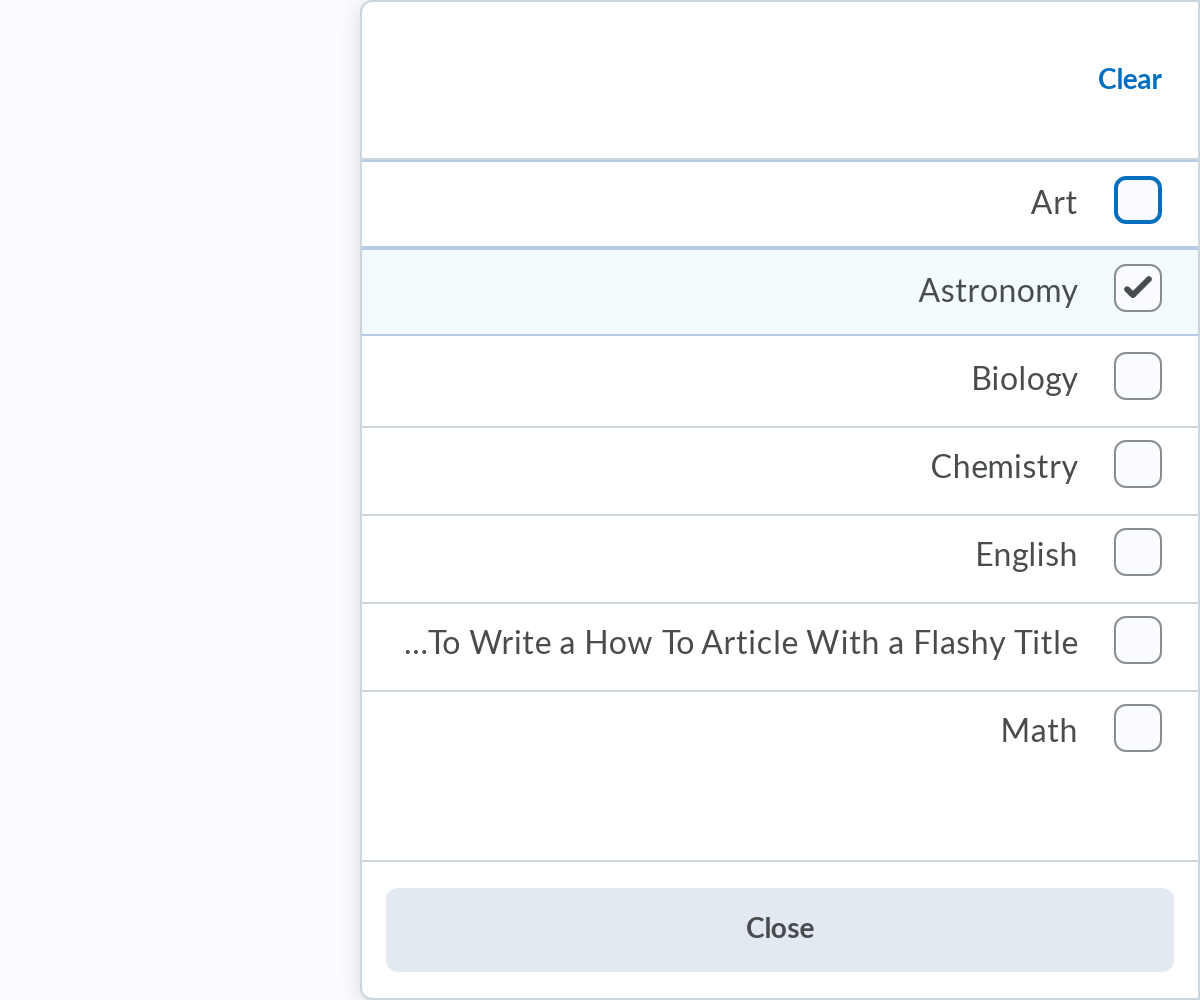 Clear
Art
Astronomy
Biology
Chemistry
English
...To Write a How To Article With a Flashy Title
Math
Close